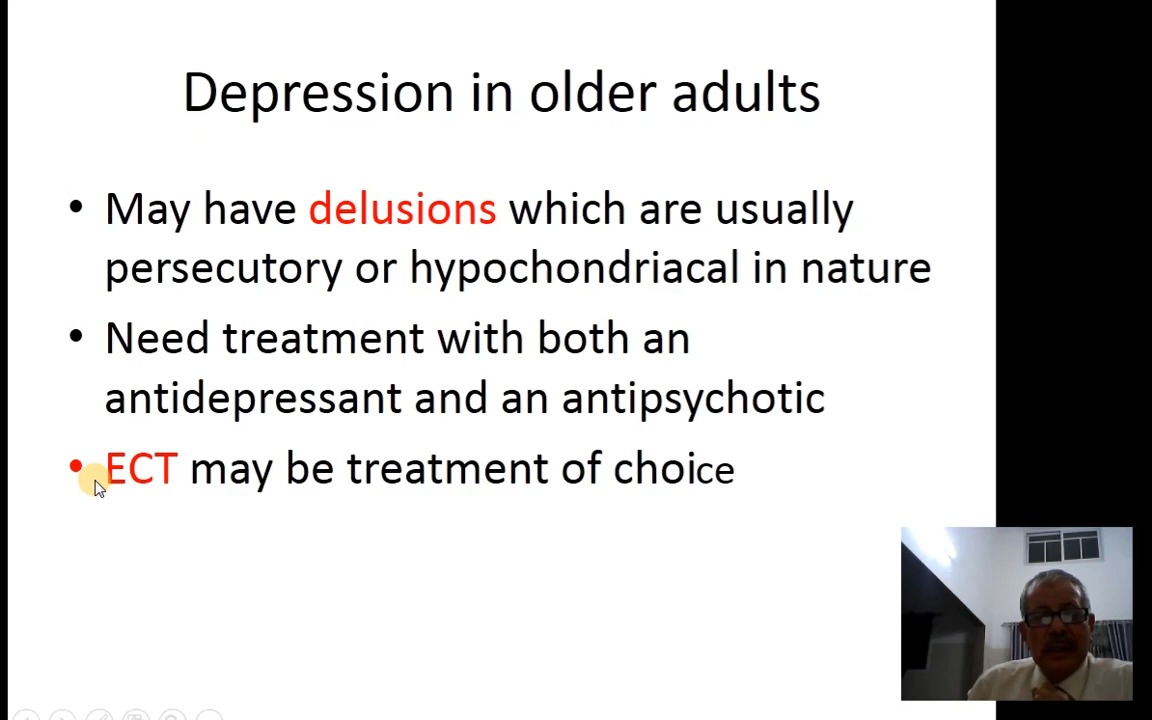 Depression in older adults
• May have delusions which are usually
persecutory or hypochondriacal in nature
• Need treatment with both an
antidepressant and an antipsychotic
• ECT may be treatment of choice